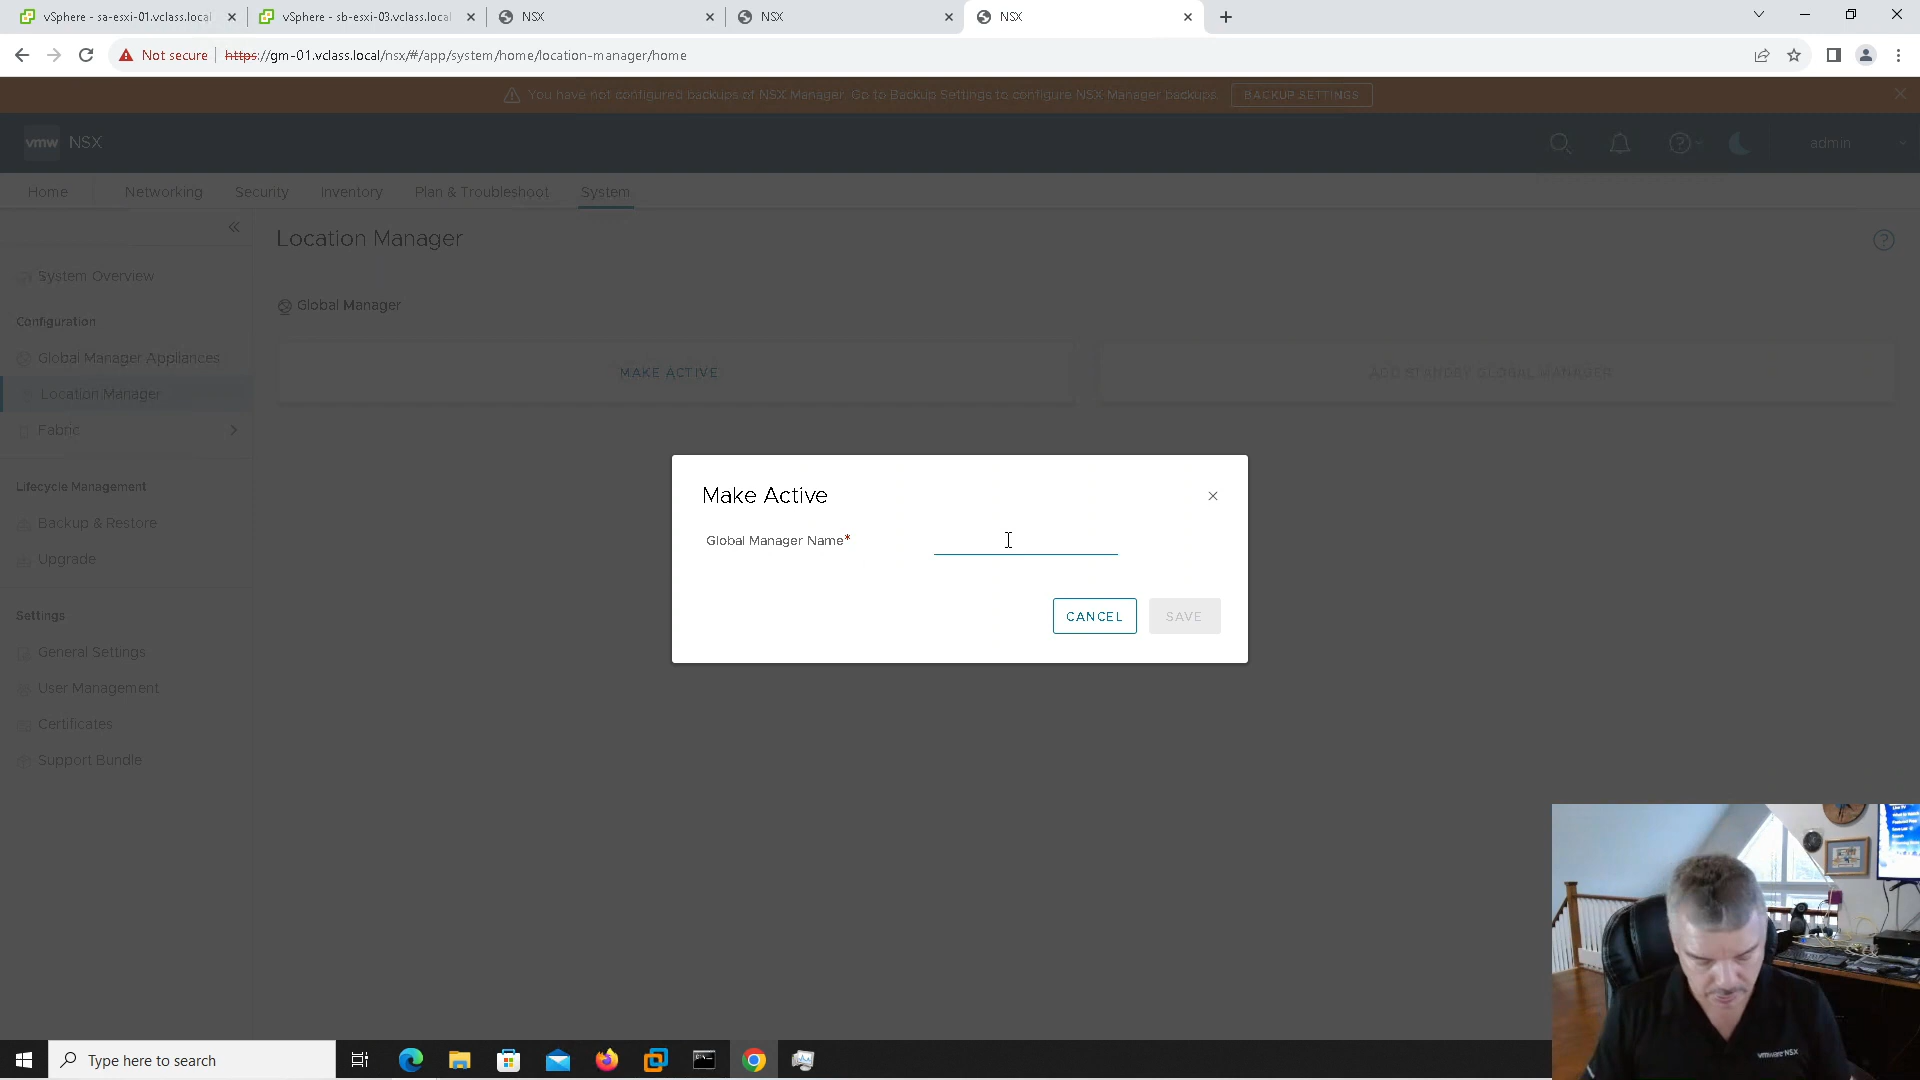 vSphere - sa-esxi-01.vclass.local
vSphere - sb-esxi-03.vclass.local
NSX
NSX
NSX
Not secure
https://gm-01.vclass.local/nsx/#/app/system/home/location-manager/home
You have not configured backups of NSX Manager. Go to Backup Settings to configure NSX Manager backups.
BACKUP SETTINGS
vmw NSX
admin
Home
Networking
Security
Inventory
Plan & Troubleshoot
System
Location Manager
System Overview
Global Manager
Configuration
Global Manager Appliances
MAKE ACTIVE
ADD STANDBY GLOBAL MANAGER
Location Manager
Fabric
Lifecycle Management
Backup & Restore
Upgrade
Settings
General Settings
User Management
Certificates
Support Bundle
Make Active
Global Manager Name*
CANCEL
SAVE
vmware NSX
Type here to search